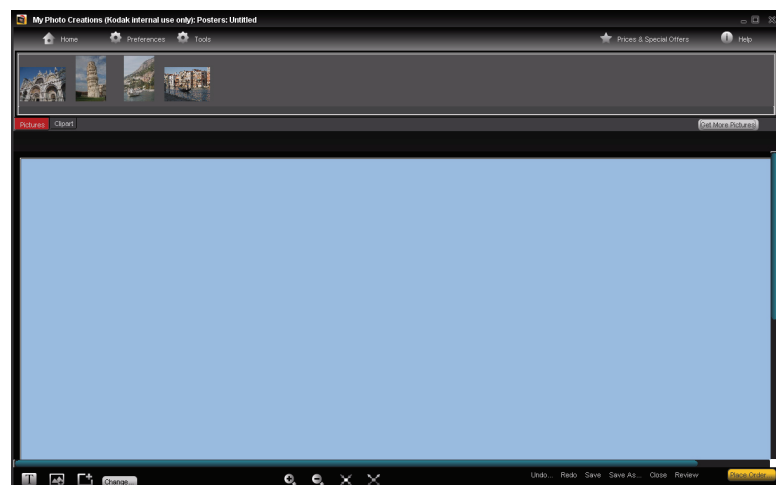 My Photo Creations (Kodak internal use only): Posters: Untitled
Home Preferences Tools Prices & Special Offers Help
Pictures Clipart Get More Pictures
T Change... Undo... Redo Save Save As... Close Review Place Order...